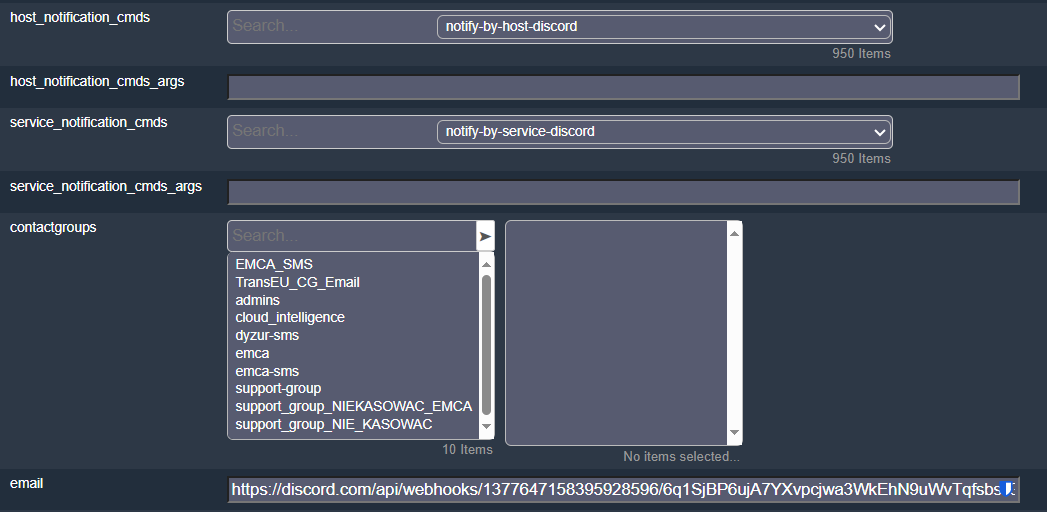 host_notification_cmds
Search...
notify-by-host-discord
950 Items
host_notification_cmds_args
service_notification_cmds
Search...
notify-by-service-discord
950 Items
service_notification_cmds_args
contactgroups
Search...
EMCA_SMS
TransEU_CG_Email
admins
cloud_intelligence
dyzur-sms
emca
emca-sms
support-group
support_group_NIEKASOWAC_EMCA
support_group_NIE_KASOWAC
10 Items
No items selected...
email
https://discord.com/api/webhooks/1377647158395928596/6q1SjBP6ujA7YXvpcjwa3WkEhN9uWvTqfsbs